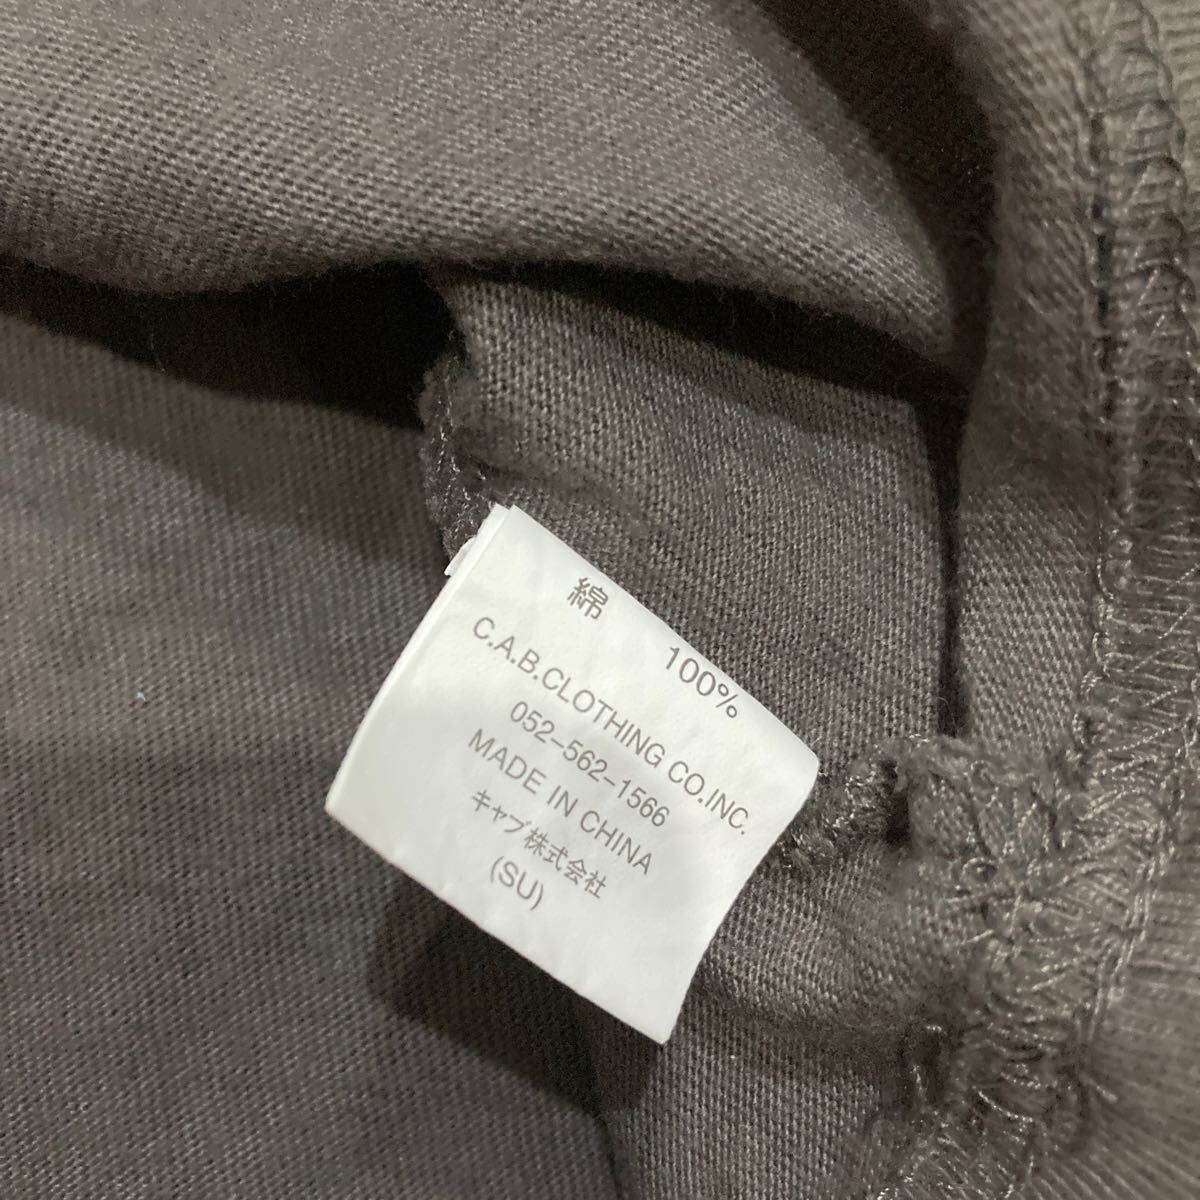 綿 100%
C.A.B.CLOTHING CO.INC.
052-562-1566
MADE IN CHINA
キャブ株式会社
(SU)